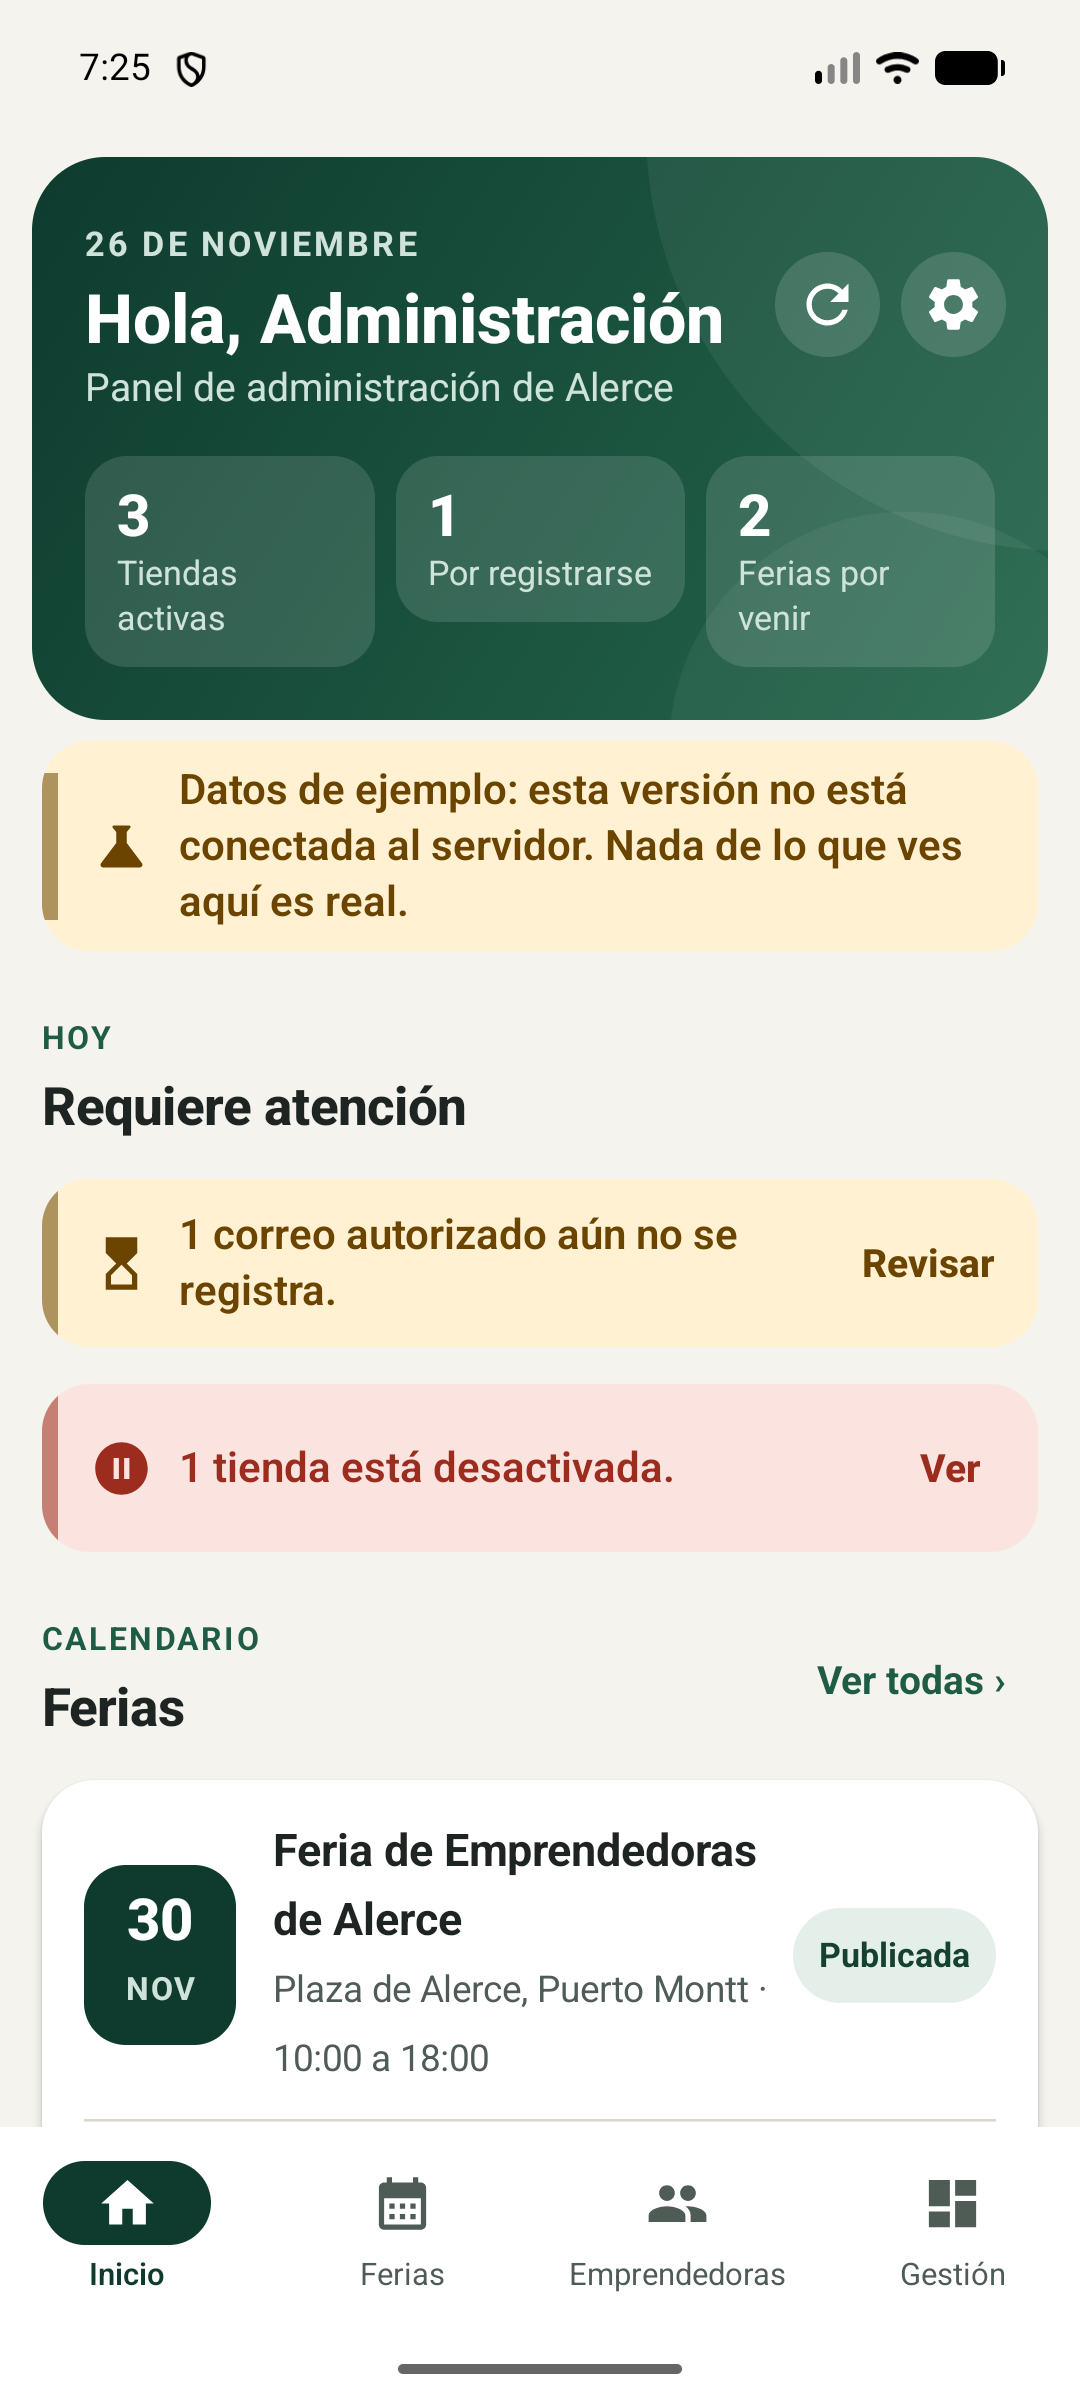 7:25
26 DE NOVIEMBRE
Hola, Administración
Panel de administración de Alerce
3
Tiendas
activas
1
Por registrarse
2
Ferias por
venir
Datos de ejemplo: esta versión no está
conectada al servidor. Nada de lo que ves
aquí es real.
HOY
Requiere atención
1 correo autorizado aún no se
registra.
Revisar
1 tienda está desactivada.
Ver
CALENDARIO
Ferias
Ver todas ›
30
NOV
Feria de Emprendedoras
de Alerce
Plaza de Alerce, Puerto Montt ·
10:00 a 18:00
Publicada
Inicio
Ferias
Emprendedoras
Gestión